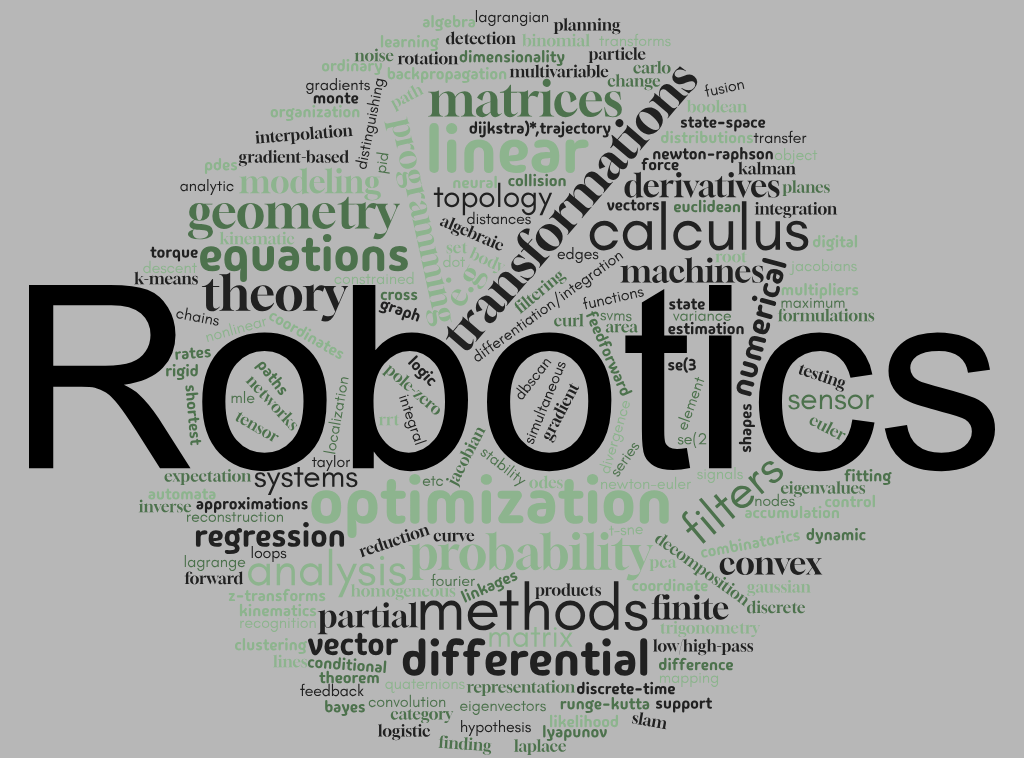 algebra lagrangian planning
learning detection binomial transforms
noise rotation dimensionality particle
ordinary backpropagation multivariable change carlo
gradients path matrices fusion
monte distinguishing boolean
organization dijkstra)*,trajectory state-space
interpolation programming linear transformations distributions transfer
gradient-based pid newton-raphson object
pdes force kalman
analytic modeling neural collision derivatives planes
geometry topology vectors euclidean integration
kinematic distances calculus digital
torque equations algebraic set body edges root
descent constrained dot machines jacobians
k-means theory cross e.g. filtering differentiation/integration numerical multipliers
graph functions state maximum
chains nonlinear coordinates curl svms area variance formulations
estimation
Robotics
rates paths logic feedforward se(3 testing
rigid networks pole-zero dbscan simultaneous gradient element sensor
shortest mle tensor localization integral rrt divergence se(2 shapes euler
taylor jacobian stability series
expectation systems etc odes newton-euler signals filters fitting
automata optimization eigenvalues
inverse approximations nodes control
reconstruction accumulation
regression reduction curve t-sne combinatorics dynamic
loops probability decomposition
lagrange analysis pca convex
forward fourier linkages products coordinate gaussian
z-transforms homogeneous discrete
kinematics partial methods finite
recognition trigonometry
clustering vector matrix low/high-pass
lines conditional differential difference
theorem mapping
feedback quaternions representation discrete-time
bayes convolution eigenvectors runge-kutta support
category likelihood slam
logistic hypothesis lyapunov
finding laplace